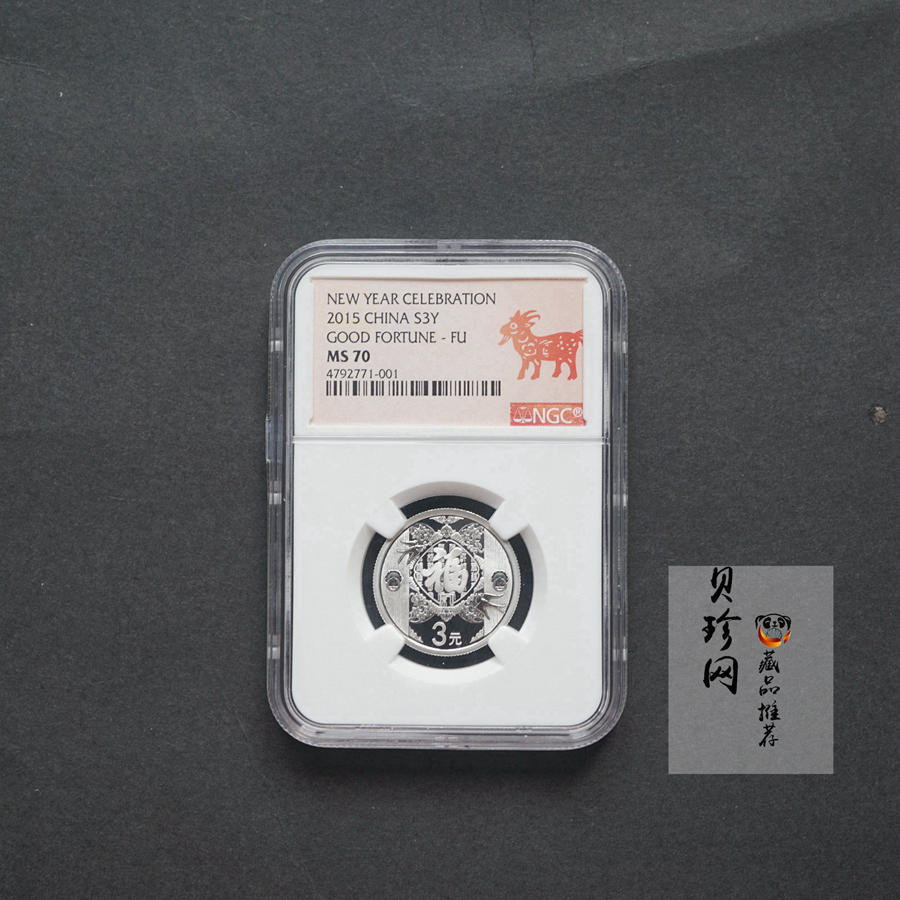 NEW YEAR CELEBRATION
2015 CHINA S3Y
GOOD FORTUNE - FU
MS 70
4792771-001
NGC®
福
3元
贝珍网
藏品推荐